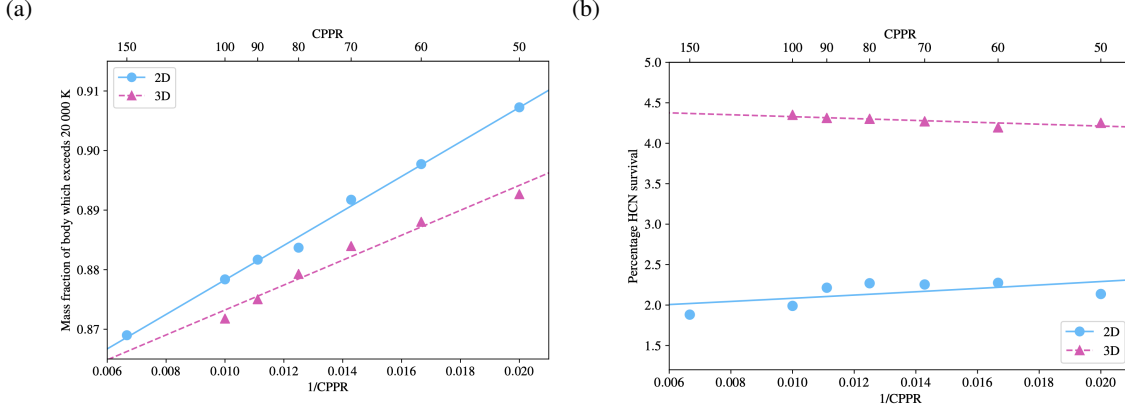 (a)
CPPR
150 100 90 80 70 60 50
2D
3D
Mass fraction of body which exceeds 20 000 K
0.91
0.90
0.89
0.88
0.87
0.006 0.008 0.010 0.012 0.014 0.016 0.018 0.020
1/CPPR
(b)
CPPR
150 100 90 80 70 60 50
Percentage HCN survival
5.0
4.5
4.0
3.5
3.0
2.5
2.0
1.5
2D
3D
0.006 0.008 0.010 0.012 0.014 0.016 0.018 0.020
1/CPPR